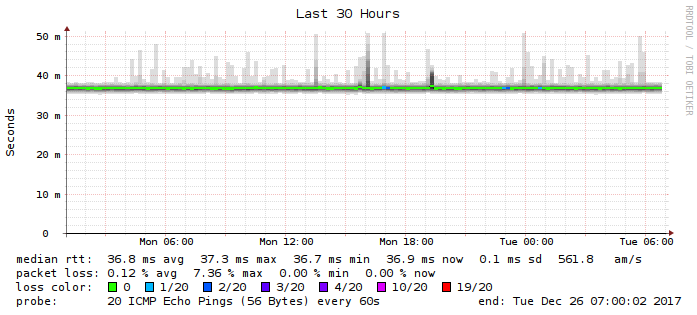 Last 30 Hours
RRDTOOL / TOBI OETIKER
Seconds
50 m
40 m
30 m
20 m
10 m
0
Mon 06:00 Mon 12:00 Mon 18:00 Tue 00:00 Tue 06:00
median rtt: 36.8 ms avg 37.3 ms max 36.7 ms min 36.9 ms now 0.1 ms sd 561.8 am/s
packet loss: 0.12 % avg 7.36 % max 0.00 % min 0.00 % now
loss color: 0 1/20 2/20 3/20 4/20 10/20 19/20
probe: 20 ICMP Echo Pings (56 Bytes) every 60s end: Tue Dec 26 07:00:02 2017